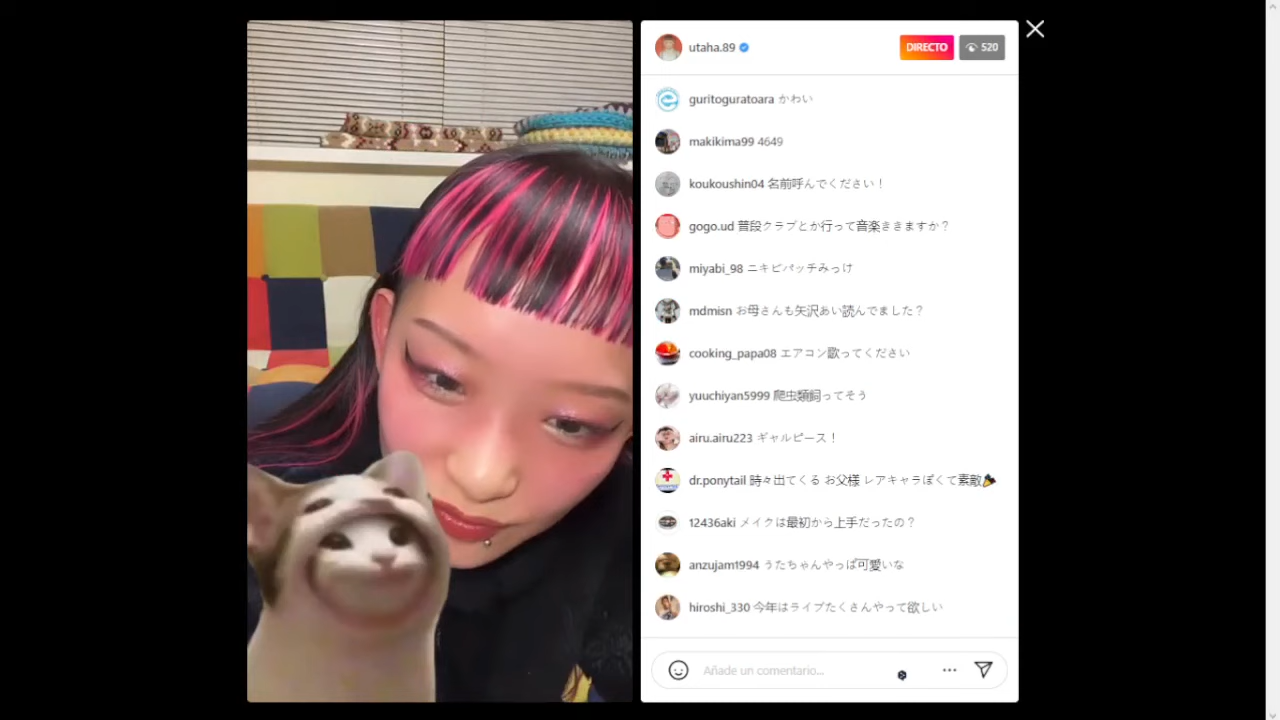 utaha.89
DIRECTO
520
guritoguratoara かわい
makikima99 4649
koukoushin04 名前呼んでください！
gogo.ud 普段クラブとか行って音楽ききますか？
miyabi_98 ニキビパッチみっけ
mdmisn お母さんも矢沢あい読んでました？
cooking_papa08 エアコン歌ってください
yuuchiyan5999 爬虫類飼ってそう
airu.airu223 ギャルピース！
dr.ponytail 時々出てくる お父様 レアキャラぽくて素敵🎉
12436aki メイクは最初から上手だったの？
anzujam1994 うたちゃんやっぱ可愛いな
hiroshi_330 今年はライブたくさんやって欲しい
Añade un comentario...